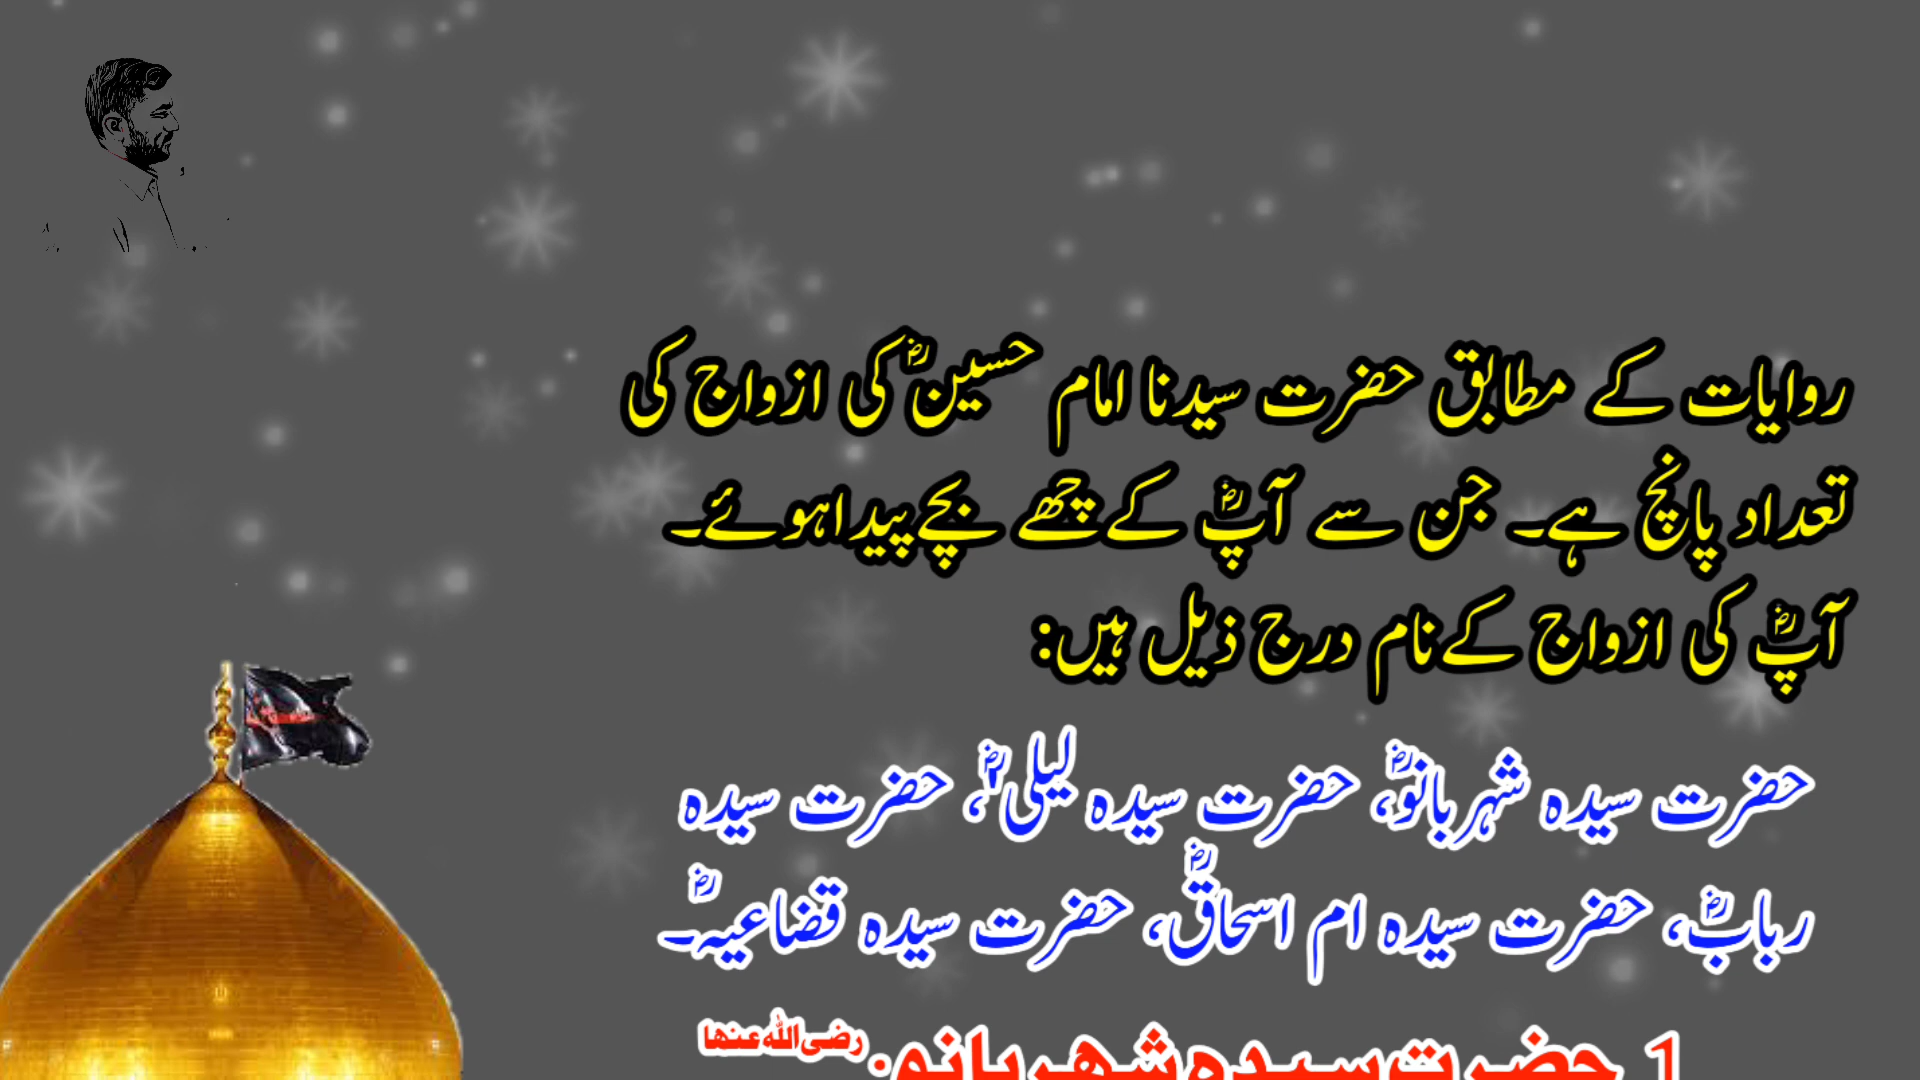 روایات کے مطابق حضرت سیدنا امام حسینؓ کی ازواج کی
تعداد پانچ ہے۔ جن سے آپؓ کے چھے بچے پیدا ہوئے۔
آپؓ کی ازواج کے نام درج ذیل ہیں:
حضرت سیدہ شہربانوؓ، حضرت سیدہ لیلیٰؓ، حضرت سیدہ
ربابؓ، حضرت سیدہ ام اسحاقؓ، حضرت سیدہ قضاعیہؓ۔
1 حضرت سیدہ شہر بانو رضی اللہ عنھا: